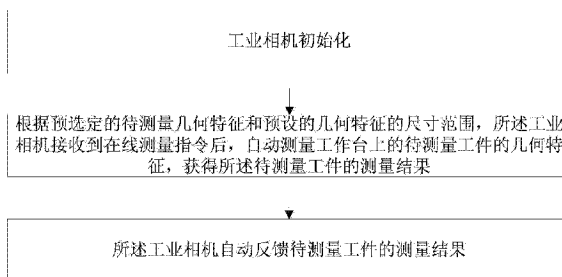 工业相机初始化
根据预选定的待测量几何特征和预设的几何特征的尺寸范围，所述工业
相机接收到在线测量指令后，自动测量工作台上的待测量工件的几何特
征，获得所述待测量工件的测量结果
所述工业相机自动反馈待测量工件的测量结果